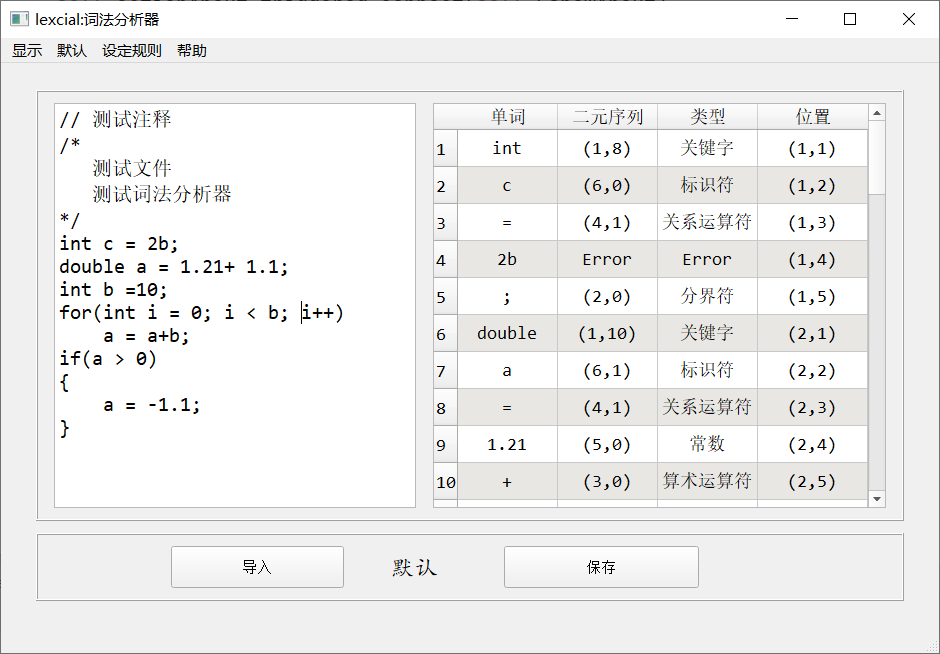 lexcial:词法分析器
显示 默认 设定规则 帮助
// 测试注释
/*
   测试文件
   测试词法分析器
*/
int c = 2b;
double a = 1.21+ 1.1;
int b =10;
for(int i = 0; i < b; i++)
    a = a+b;
if(a > 0)
{
    a = -1.1;
}
单词 二元序列 类型 位置
1 int (1,8) 关键字 (1,1)
2 c (6,0) 标识符 (1,2)
3 = (4,1) 关系运算符 (1,3)
4 2b Error Error (1,4)
5 ; (2,0) 分界符 (1,5)
6 double (1,10) 关键字 (2,1)
7 a (6,1) 标识符 (2,2)
8 = (4,1) 关系运算符 (2,3)
9 1.21 (5,0) 常数 (2,4)
10 + (3,0) 算术运算符 (2,5)
导入 默认 保存